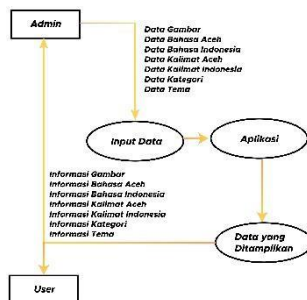 Admin
Data Gambar
Data Bahasa Aceh
Data Bahasa Indonesia
Data Kalimat Aceh
Data Kalimat Indonesia
Data Kategori
Data Tema
Input Data
Aplikasi
Informasi Gambar
Informasi Bahasa Aceh
Informasi Bahasa Indonesia
Informasi Kalimat Aceh
Informasi Kalimat Indonesia
Informasi Kategori
Informasi Tema
Data yang
Ditampilkan
User